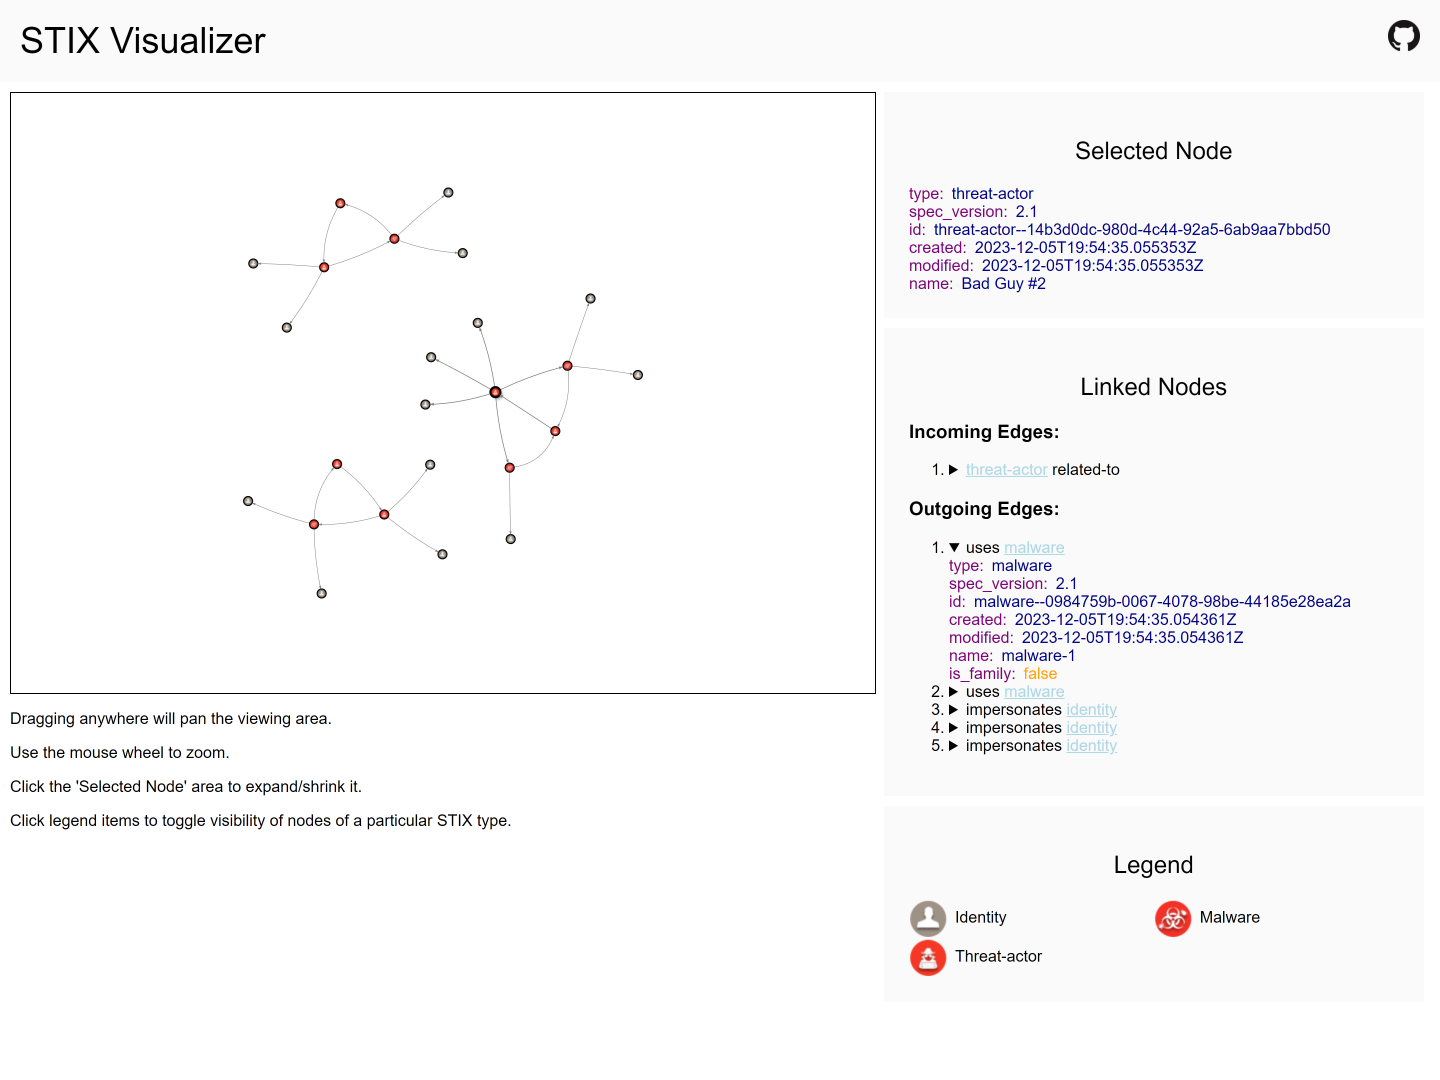 STIX Visualizer
Selected Node
type: threat-actor
spec_version: 2.1
id: threat-actor--14b3d0dc-980d-4c44-92a5-6ab9aa7bbd50
created: 2023-12-05T19:54:35.055353Z
modified: 2023-12-05T19:54:35.055353Z
name: Bad Guy #2
Linked Nodes
Incoming Edges:
1. ▶ threat-actor related-to
Outgoing Edges:
1. ▼ uses malware
type: malware
spec_version: 2.1
id: malware--0984759b-0067-4078-98be-44185e28ea2a
created: 2023-12-05T19:54:35.054361Z
modified: 2023-12-05T19:54:35.054361Z
name: malware-1
is_family: false
2. ▶ uses malware
3. ▶ impersonates identity
4. ▶ impersonates identity
5. ▶ impersonates identity
Dragging anywhere will pan the viewing area.
Use the mouse wheel to zoom.
Click the 'Selected Node' area to expand/shrink it.
Click legend items to toggle visibility of nodes of a particular STIX type.
Legend
Identity
Malware
Threat-actor